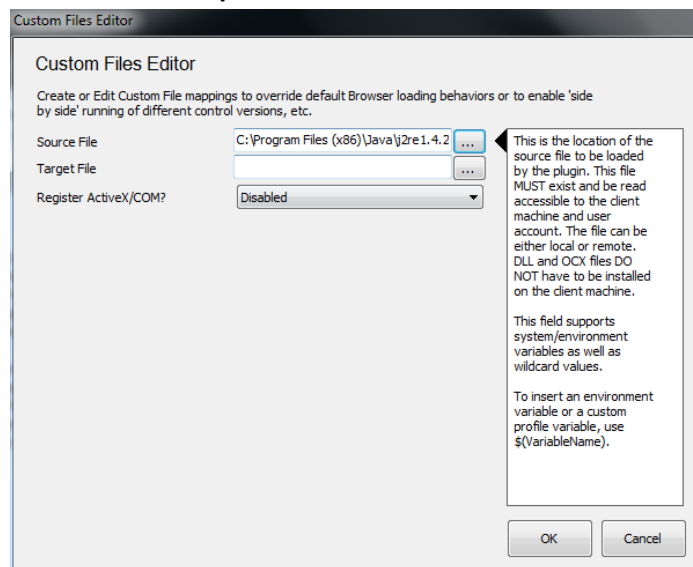 Custom Files Editor
Custom Files Editor
Create or Edit Custom File mappings to override default Browser loading behaviors or to enable 'side
by side' running of different control versions, etc.
Source File
C:\Program Files (x86)\Java\j2re1.4.2
...
Target File
...
Register ActiveX/COM?
Disabled
This is the location of the
source file to be loaded
by the plugin. This file
MUST exist and be read
accessible to the client
machine and user
account. The file can be
either local or remote.
DLL and OCX files DO
NOT have to be installed
on the client machine.
This field supports
system/environment
variables as well as
wildcard values.
To insert an environment
variable or a custom
profile variable, use
$(VariableName).
OK
Cancel